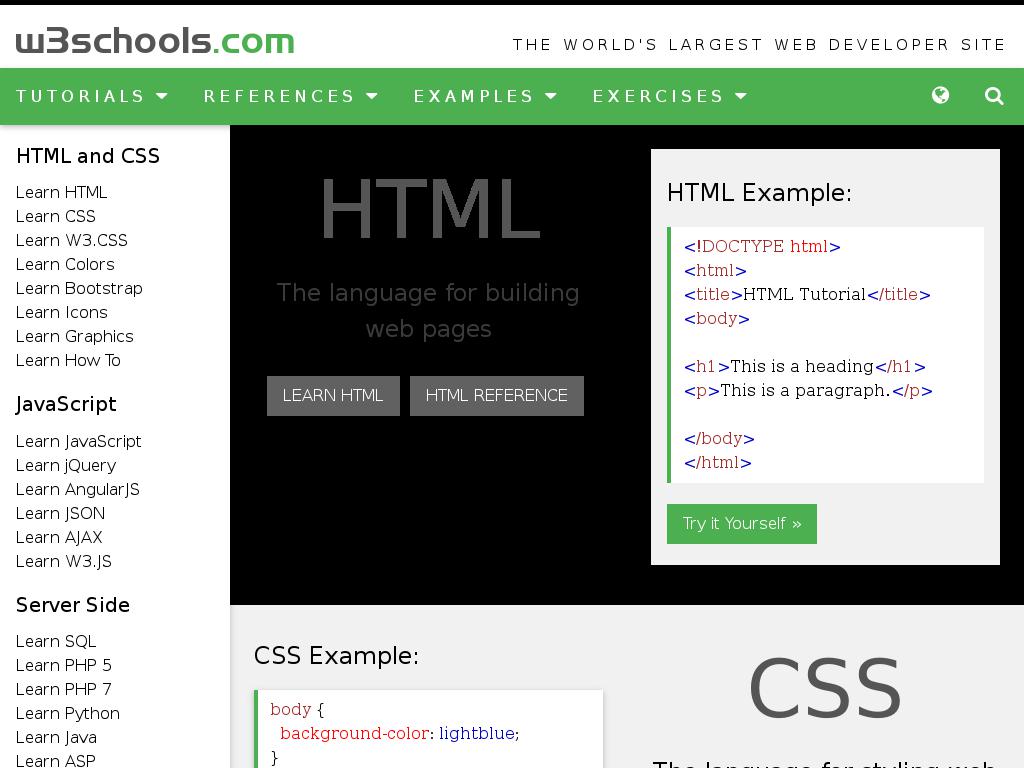 w3schools.com
THE WORLD'S LARGEST WEB DEVELOPER SITE
TUTORIALS REFERENCES EXAMPLES EXERCISES
HTML and CSS
Learn HTML
Learn CSS
Learn W3.CSS
Learn Colors
Learn Bootstrap
Learn Icons
Learn Graphics
Learn How To
JavaScript
Learn JavaScript
Learn jQuery
Learn AngularJS
Learn JSON
Learn AJAX
Learn W3.JS
Server Side
Learn SQL
Learn PHP 5
Learn PHP 7
Learn Python
Learn Java
Learn ASP
HTML
The language for building
web pages
LEARN HTML HTML REFERENCE
HTML Example:
<!DOCTYPE html>
<html>
<title>HTML Tutorial</title>
<body>
<h1>This is a heading</h1>
<p>This is a paragraph.</p>
</body>
</html>
Try it Yourself »
CSS Example:
body {
background-color: lightblue;
}
CSS
The language for styling web